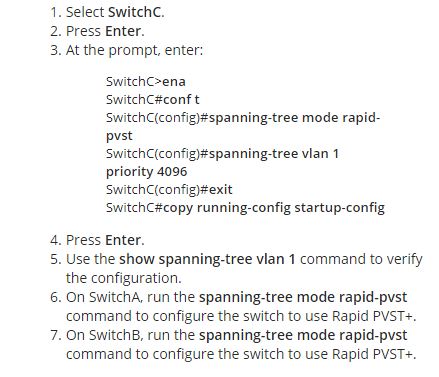 1. Select SwitchC.
2. Press Enter.
3. At the prompt, enter:
SwitchC>ena
SwitchC#conf t
SwitchC(config)#spanning-tree mode rapid-
pvst
SwitchC(config)#spanning-tree vlan 1
priority 4096
SwitchC(config)#exit
SwitchC#copy running-config startup-config
4. Press Enter.
5. Use the show spanning-tree vlan 1 command to verify
the configuration.
6. On SwitchA, run the spanning-tree mode rapid-pvst
command to configure the switch to use Rapid PVST+.
7. On SwitchB, run the spanning-tree mode rapid-pvst
command to configure the switch to use Rapid PVST+.